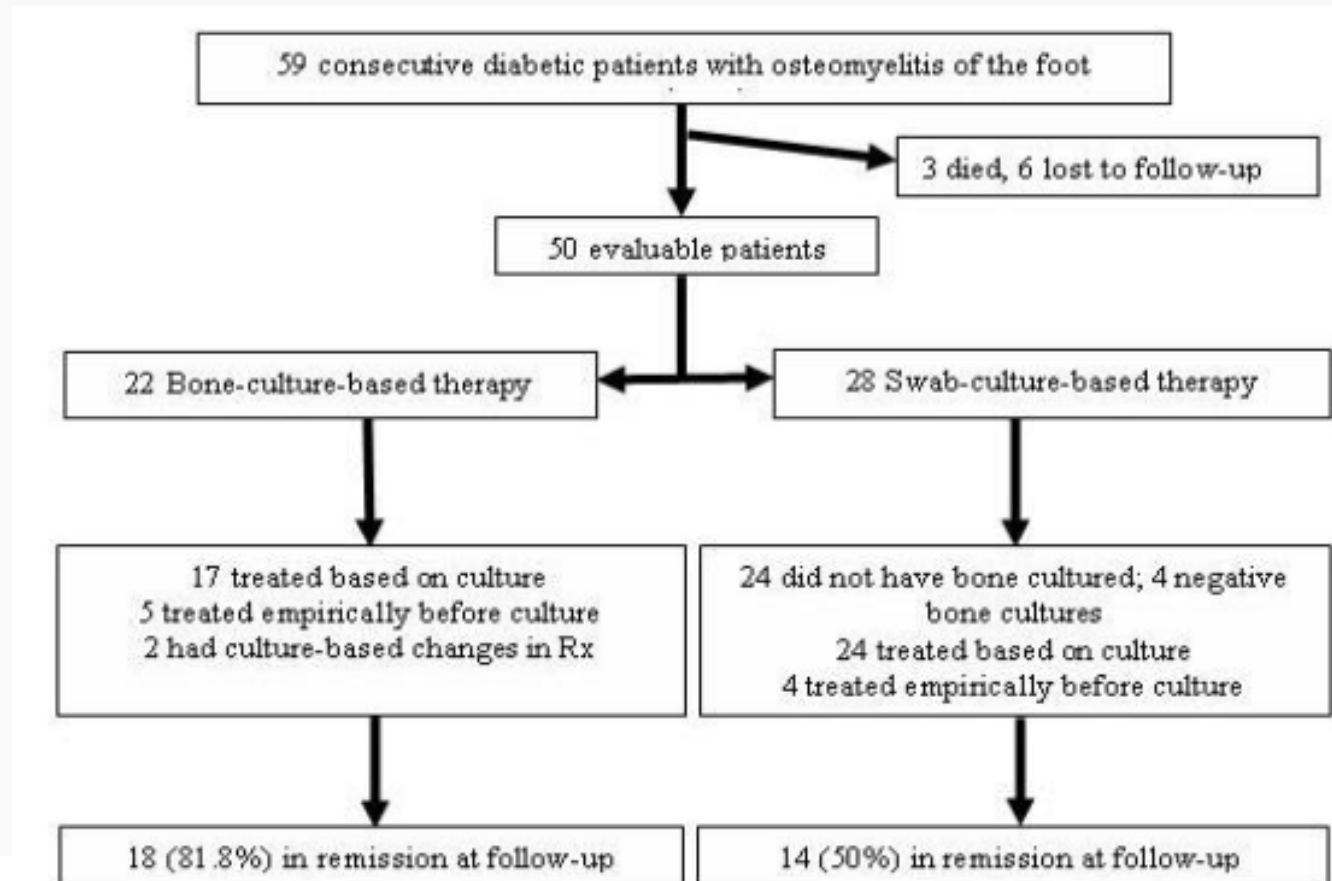 59 consecutive diabetic patients with osteomyelitis of the foot
3 died, 6 lost to follow-up
50 evaluable patients
22 Bone-culture-based therapy
28 Swab-culture-based therapy
17 treated based on culture
5 treated empirically before culture
2 had culture-based changes in Rx
24 did not have bone cultured; 4 negative
bone cultures
24 treated based on culture
4 treated empirically before culture
18 (81.8%) in remission at follow-up
14 (50%) in remission at follow-up